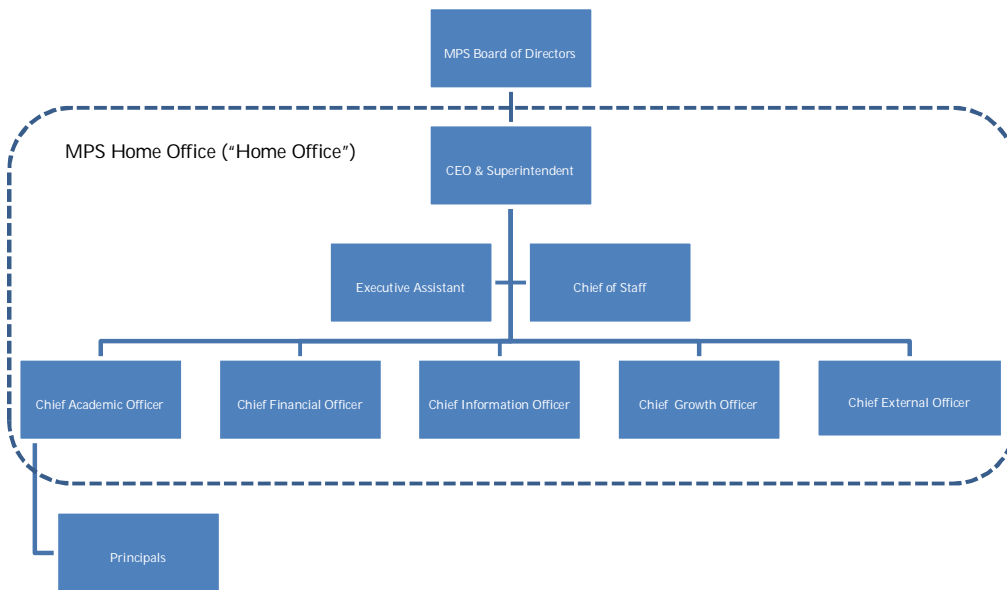 MPS Board of Directors
MPS Home Office (“Home Office”)
CEO & Superintendent
Executive Assistant
Chief of Staff
Chief Academic Officer
Chief Financial Officer
Chief Information Officer
Chief Growth Officer
Chief External Officer
Principals